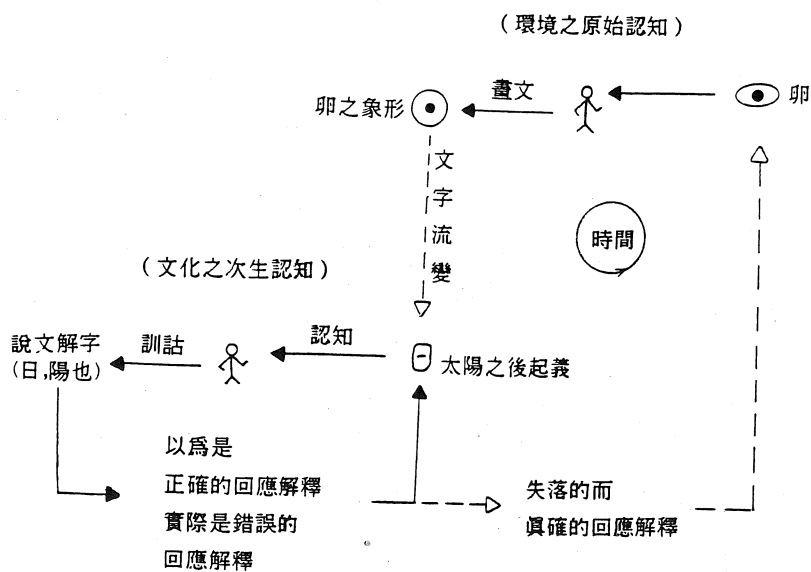 （環境之原始認知）
畫文
卵
卵之象形
文字流變
時間
（文化之次生認知）
說文解字
（日,陽也）
訓詁
認知
太陽之後起義
以爲是
正確的回應解釋
實際是錯誤的
回應解釋
失落的而
眞確的回應解釋